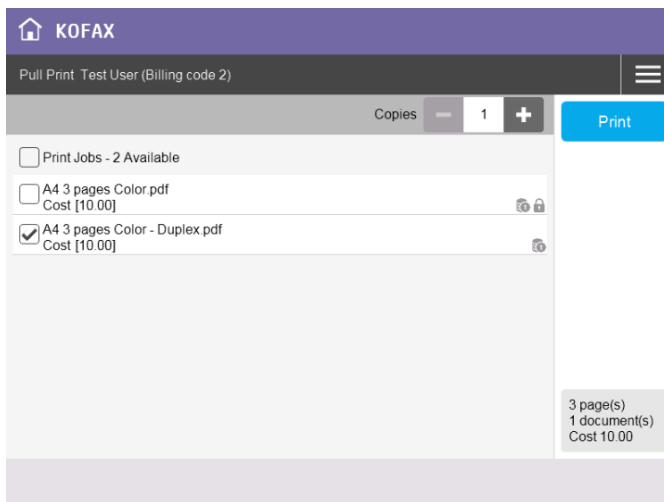 KOFAX
Pull Print Test User (Billing code 2)
Copies 1
Print
Print Jobs - 2 Available
A4 3 pages Color.pdf
Cost [10.00]
A4 3 pages Color - Duplex.pdf
Cost [10.00]
3 page(s)
1 document(s)
Cost 10.00